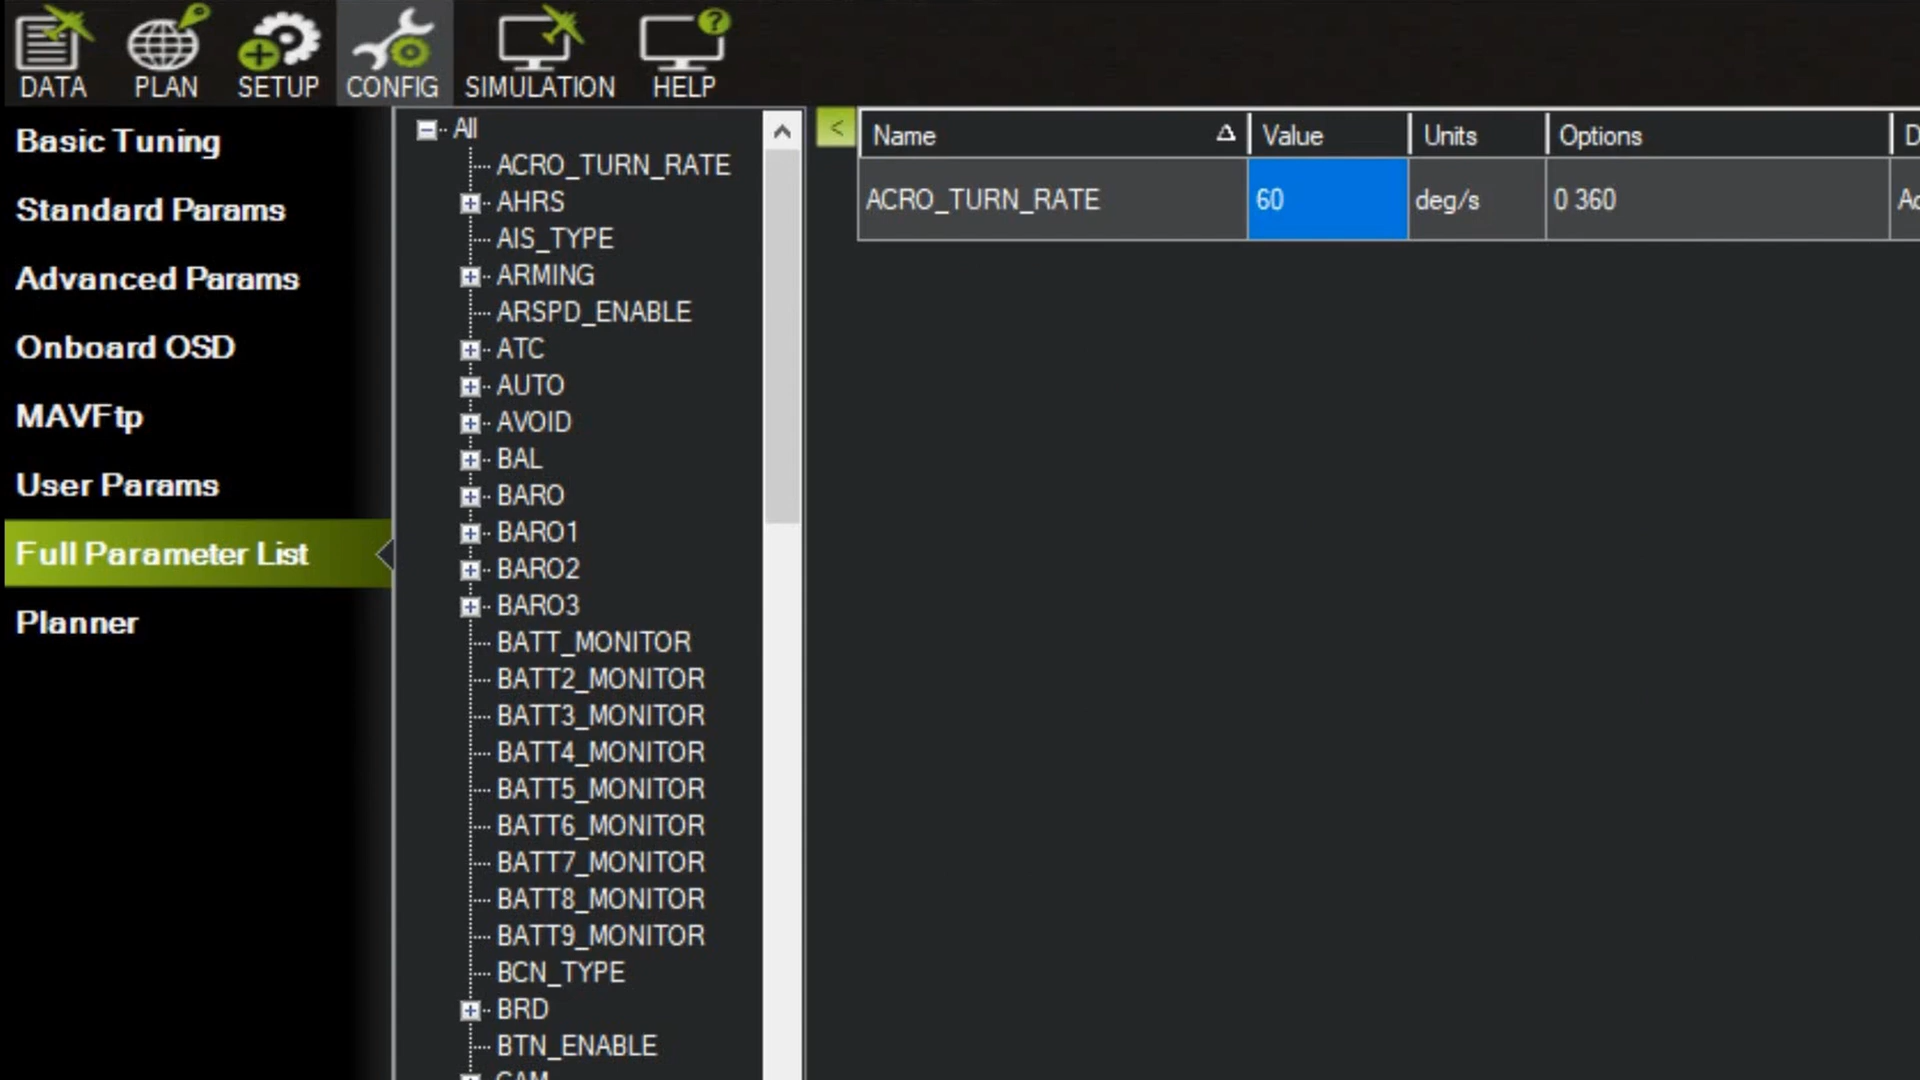 DATA PLAN SETUP CONFIG SIMULATION HELP
Basic Tuning
Standard Params
Advanced Params
Onboard OSD
MAVFtp
User Params
Full Parameter List
Planner
All
ACRO_TURN_RATE
AHRS
AIS_TYPE
ARMING
ARSPD_ENABLE
ATC
AUTO
AVOID
BAL
BARO
BARO1
BARO2
BARO3
BATT_MONITOR
BATT2_MONITOR
BATT3_MONITOR
BATT4_MONITOR
BATT5_MONITOR
BATT6_MONITOR
BATT7_MONITOR
BATT8_MONITOR
BATT9_MONITOR
BCN_TYPE
BRD
BTN_ENABLE
CAM
< Name Value Units Options D
ACRO_TURN_RATE 60 deg/s 0 360 Ac